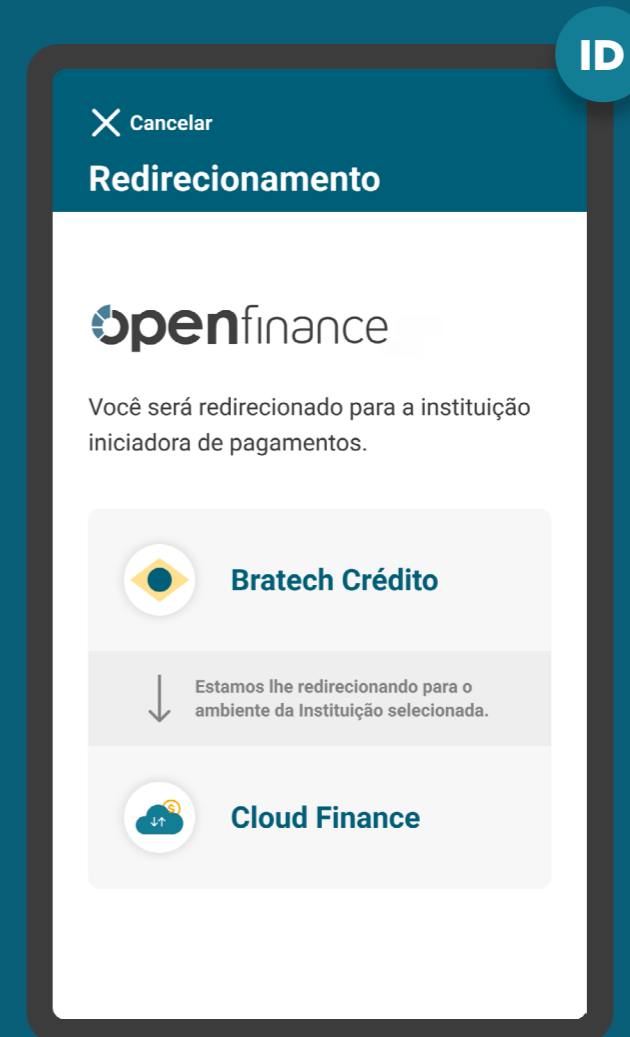 ID
Cancelar
Redirecionamento
openfinance
Você será redirecionado para a instituição
iniciadora de pagamentos.
Bratech Crédito
Estamos lhe redirecionando para o
ambiente da Instituição selecionada.
$
Cloud Finance